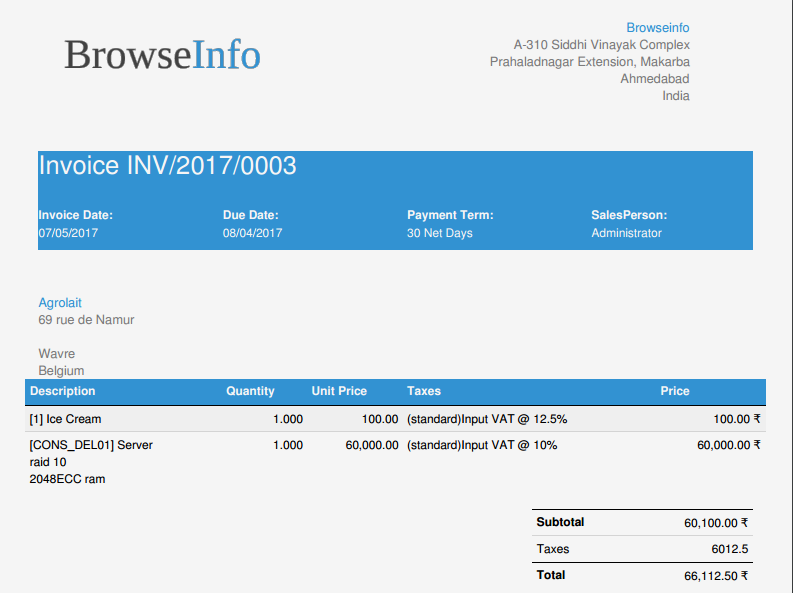 BrowseInfo
Browseinfo
A-310 Siddhi Vinayak Complex
Prahaladnagar Extension, Makarba
Ahmedabad
India
Invoice INV/2017/0003
Invoice Date: Due Date: Payment Term: SalesPerson:
07/05/2017 08/04/2017 30 Net Days Administrator
Agrolait
69 rue de Namur
Wavre
Belgium
Description Quantity Unit Price Taxes Price
[1] Ice Cream 1.000 100.00 (standard)Input VAT @ 12.5% 100.00 ₹
[CONS_DEL01] Server 1.000 60,000.00 (standard)Input VAT @ 10% 60,000.00 ₹
raid 10
2048ECC ram
Subtotal 60,100.00 ₹
Taxes 6012.5
Total 66,112.50 ₹